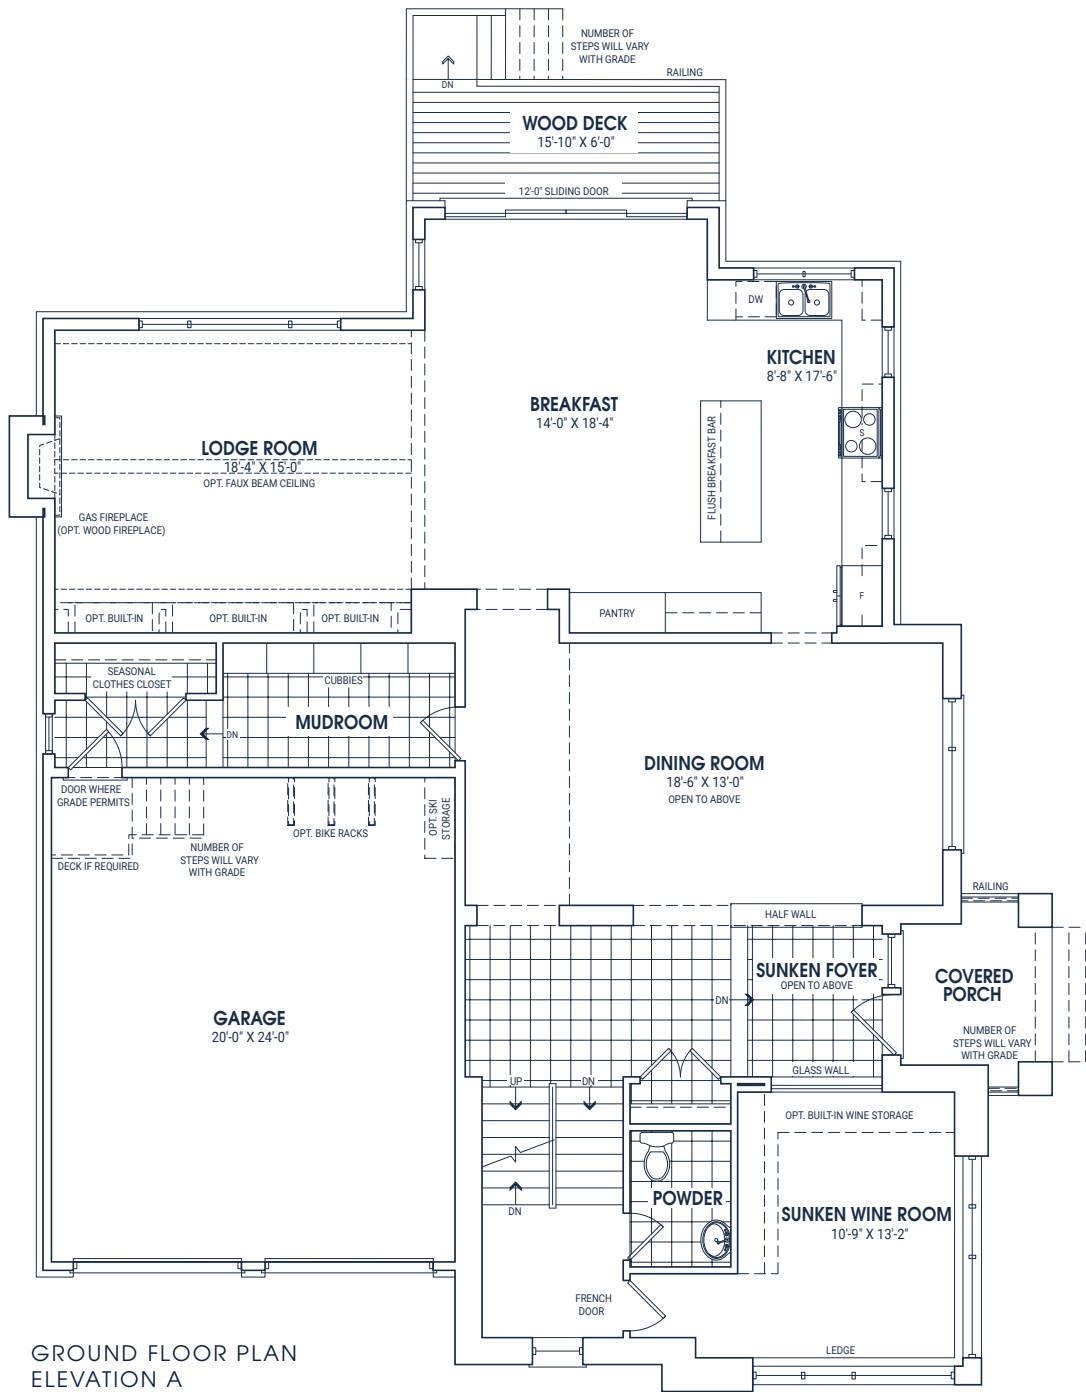 NUMBER OF
STEPS WILL VARY
WITH GRADE
RAILING
DN
WOOD DECK
15'-10" X 6'-0"
12'-0" SLIDING DOOR
DW
KITCHEN
8'-8" X 17'-6"
BREAKFAST
14'-0" X 18'-4"
FLUSH BREAKFAST BAR
S
LODGE ROOM
18'-4" X 15'-0"
OPT. FAUX BEAM CEILING
GAS FIREPLACE
(OPT. WOOD FIREPLACE)
F
PANTRY
OPT. BUILT-IN
OPT. BUILT-IN
OPT. BUILT-IN
SEASONAL
CLOTHES CLOSET
CUBBIES
MUDROOM
DN
DINING ROOM
18'-6" X 13'-0"
OPEN TO ABOVE
DOOR WHERE
GRADE PERMITS
DECK IF REQUIRED
NUMBER OF
STEPS WILL VARY
WITH GRADE
OPT. BIKE RACKS
OPT. SKI
STORAGE
RAILING
HALF WALL
SUNKEN FOYER
OPEN TO ABOVE
DN
COVERED
PORCH
NUMBER OF
STEPS WILL VARY
WITH GRADE
GARAGE
20'-0" X 24'-0"
GLASS WALL
UP
DN
OPT. BUILT-IN WINE STORAGE
POWDER
DN
SUNKEN WINE ROOM
10'-9" X 13'-2"
FRENCH
DOOR
LEDGE
GROUND FLOOR PLAN
ELEVATION A